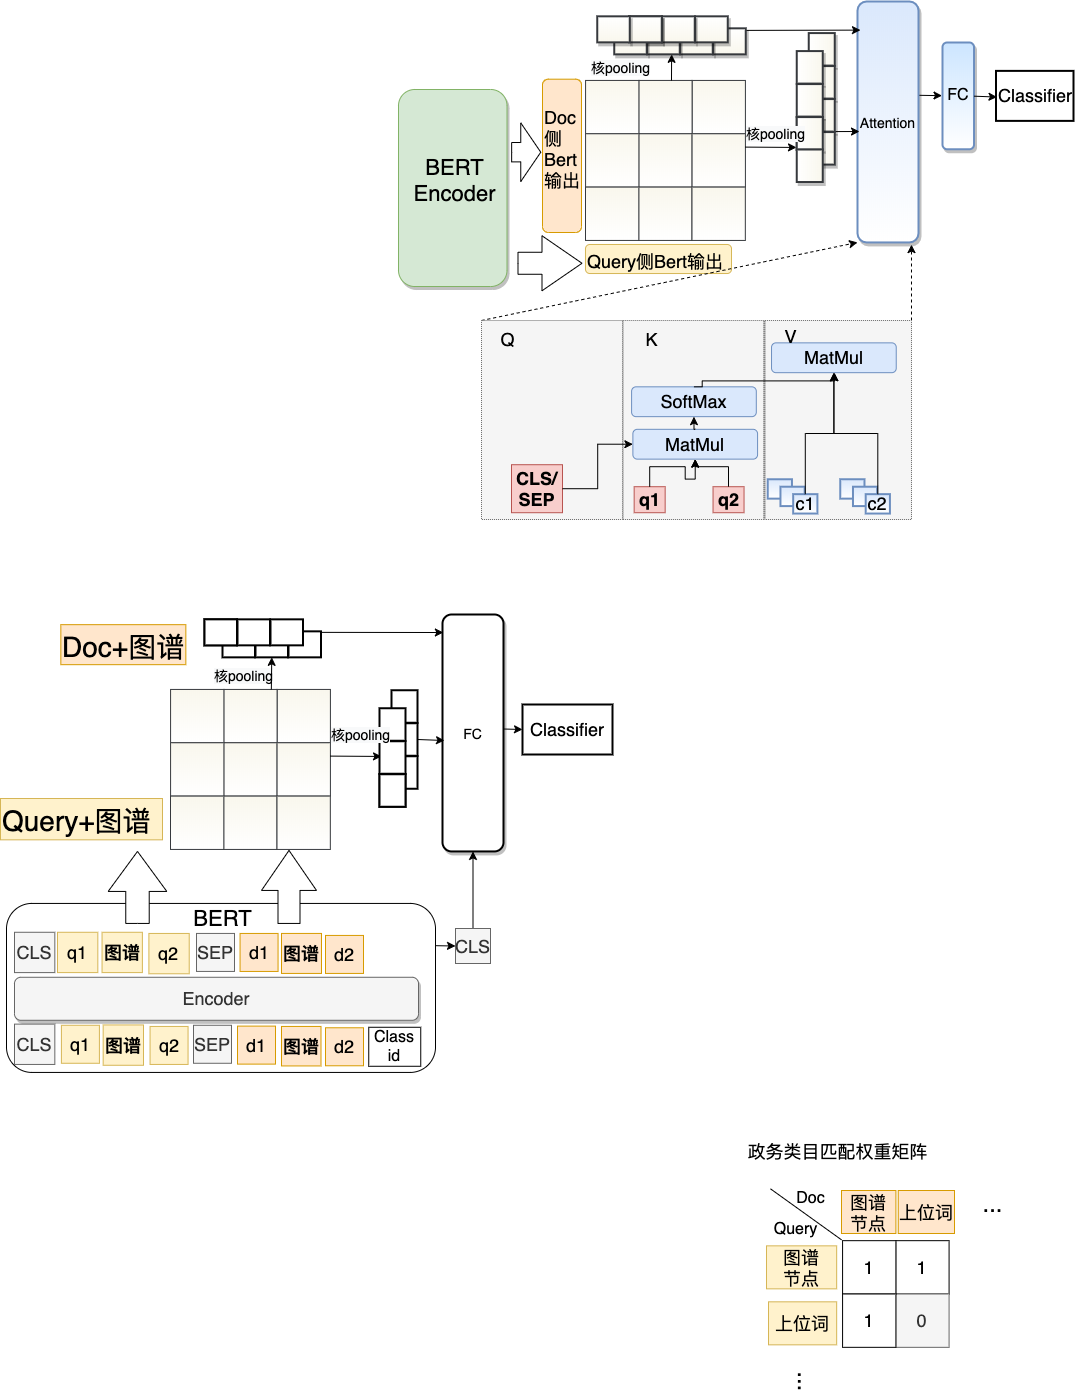 核pooling
Doc
侧
Bert
输出
BERT
Encoder
核pooling
Attention
FC
Classifier
Query侧Bert输出
Q
K
V
MatMul
SoftMax
MatMul
CLS/
SEP
q1
q2
c1
c2
Doc+图谱
核pooling
核pooling
FC
Classifier
Query+图谱
BERT
CLS
q1
图谱
q2
SEP
d1
图谱
d2
CLS
Encoder
CLS
q1
图谱
q2
SEP
d1
图谱
d2
Class
id
政务类目匹配权重矩阵
Doc
Query
图谱
节点
上位词
...
图谱
节点
1
1
上位词
1
0
...